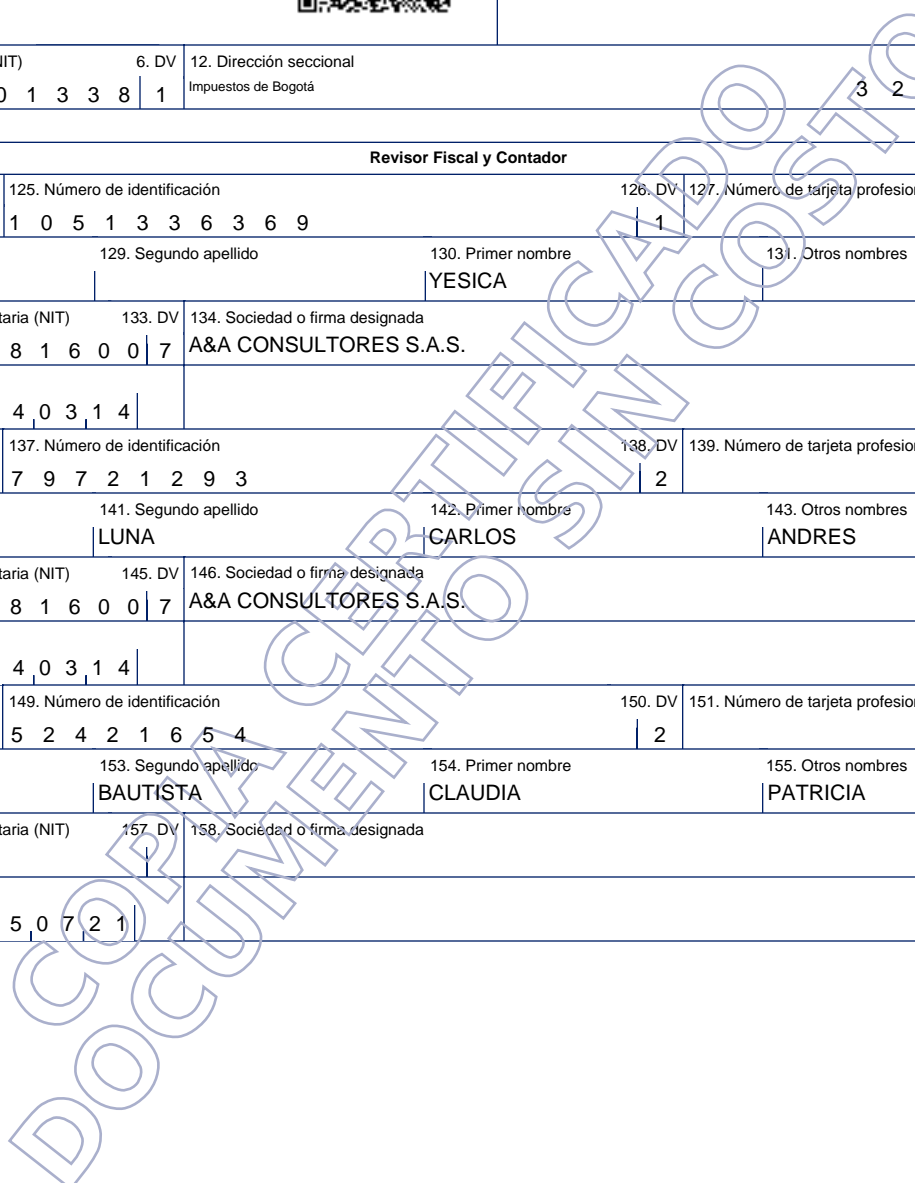 NIT) 6. DV 12. Dirección seccional
0 1 3 3 8 1 Impuestos de Bogotá 3 2
Revisor Fiscal y Contador
125. Número de identificación 126. DV 127. Número de tarjeta profesion
1 0 5 1 3 3 6 3 6 9 1
129. Segundo apellido 130. Primer nombre 131. Otros nombres
YESICA
taria (NIT) 133. DV 134. Sociedad o firma designada
8 1 6 0 0 7 A&A CONSULTORES S.A.S.
4 0 3 1 4
137. Número de identificación 138. DV 139. Número de tarjeta profesion
7 9 7 2 1 2 9 3 2
141. Segundo apellido 142. Primer nombre 143. Otros nombres
LUNA CARLOS ANDRES
taria (NIT) 145. DV 146. Sociedad o firma designada
8 1 6 0 0 7 A&A CONSULTORES S.A.S.
4 0 3 1 4
149. Número de identificación 150. DV 151. Número de tarjeta profesion
5 2 4 2 1 6 5 4 2
153. Segundo apellido 154. Primer nombre 155. Otros nombres
BAUTISTA CLAUDIA PATRICIA
taria (NIT) 157. DV 158. Sociedad o firma designada
5 0 7 2 1
COPIA CERTIFICADO
DOCUMENTO SIN COSTO